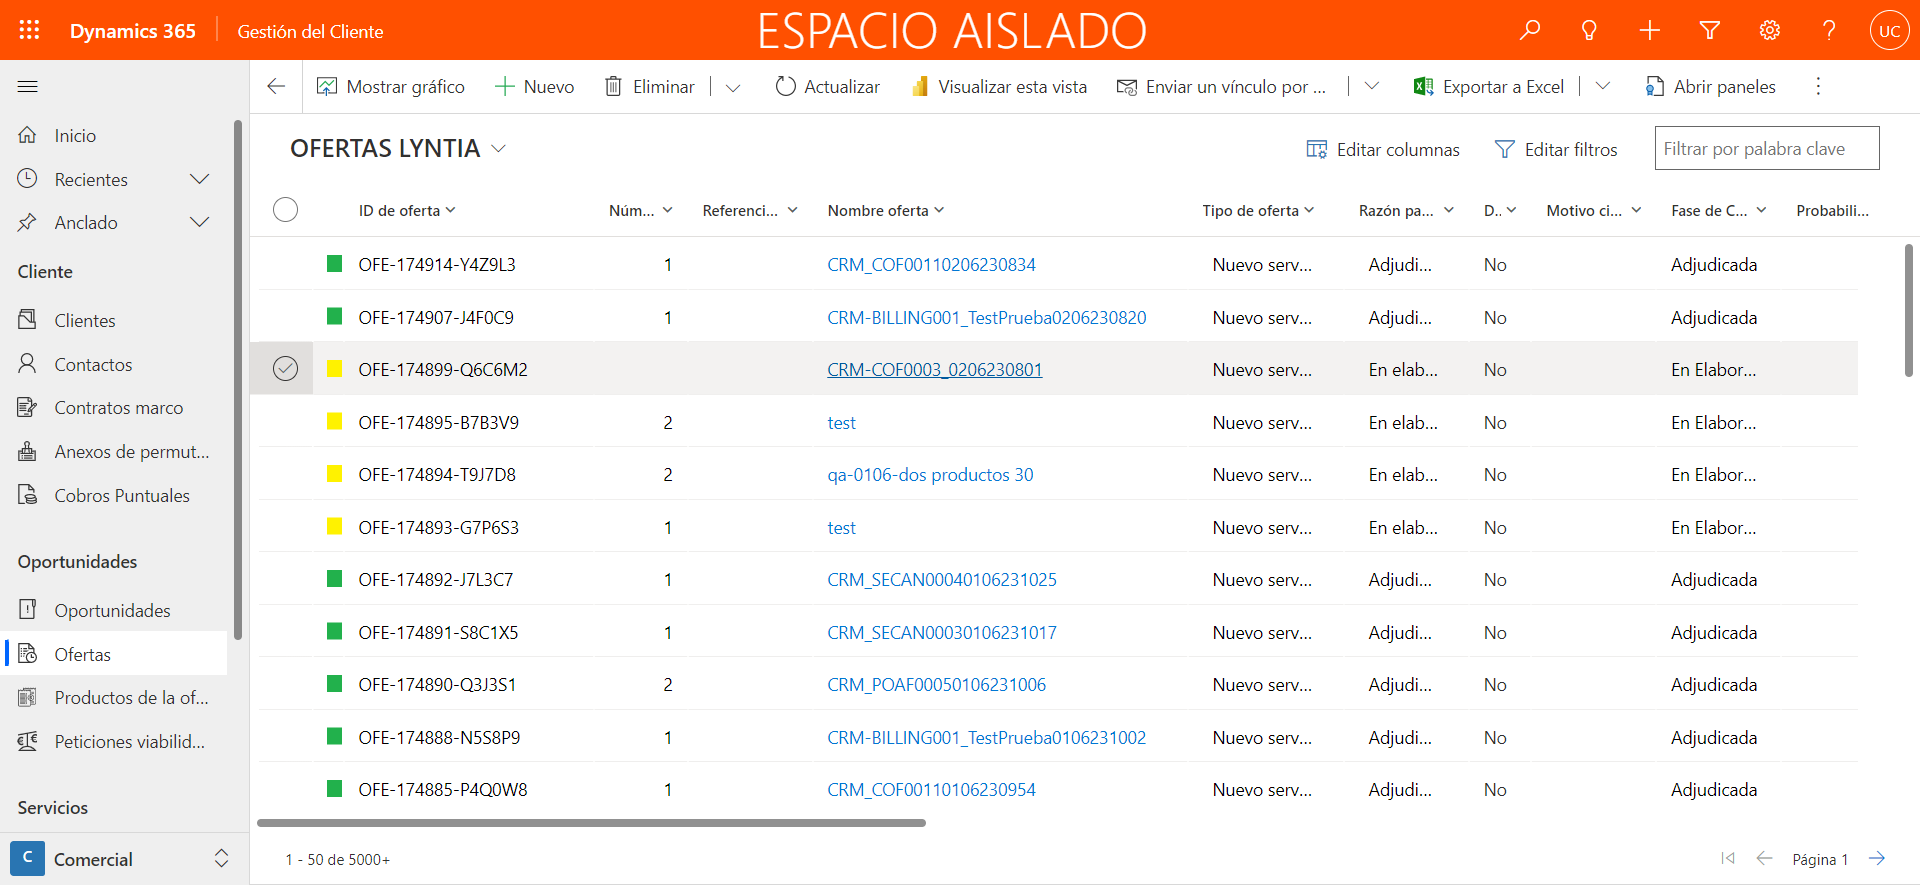 Dynamics 365 Gestión del Cliente ESPACIO AISLADO UC
Mostrar gráfico Nuevo Eliminar Actualizar Visualizar esta vista Enviar un vínculo por ... Exportar a Excel Abrir paneles
Inicio
Recientes
Anclado
Cliente
Clientes
Contactos
Contratos marco
Anexos de permut...
Cobros Puntuales
Oportunidades
Oportunidades
Ofertas
Productos de la of...
Peticiones viabilid...
Servicios
C Comercial
OFERTAS LYNTIA Editar columnas Editar filtros Filtrar por palabra clave
ID de oferta Núm... Referenci... Nombre oferta Tipo de oferta Razón pa... D.. Motivo ci... Fase de C... Probabili...
OFE-174914-Y4Z9L3 1 CRM_COF00110206230834 Nuevo serv... Adjudi... No Adjudicada
OFE-174907-J4F0C9 1 CRM-BILLING001_TestPrueba0206230820 Nuevo serv... Adjudi... No Adjudicada
OFE-174899-Q6C6M2 CRM-COF0003_0206230801 Nuevo serv... En elab... No En Elabor...
OFE-174895-B7B3V9 2 test Nuevo serv... En elab... No En Elabor...
OFE-174894-T9J7D8 2 qa-0106-dos productos 30 Nuevo serv... En elab... No En Elabor...
OFE-174893-G7P6S3 1 test Nuevo serv... En elab... No En Elabor...
OFE-174892-J7L3C7 1 CRM_SECAN00040106231025 Nuevo serv... Adjudi... No Adjudicada
OFE-174891-S8C1X5 1 CRM_SECAN00030106231017 Nuevo serv... Adjudi... No Adjudicada
OFE-174890-Q3J3S1 2 CRM_POAF00050106231006 Nuevo serv... Adjudi... No Adjudicada
OFE-174888-N5S8P9 1 CRM-BILLING001_TestPrueba0106231002 Nuevo serv... Adjudi... No Adjudicada
OFE-174885-P4Q0W8 1 CRM_COF00110106230954 Nuevo serv... Adjudi... No Adjudicada
1 - 50 de 5000+ Página 1